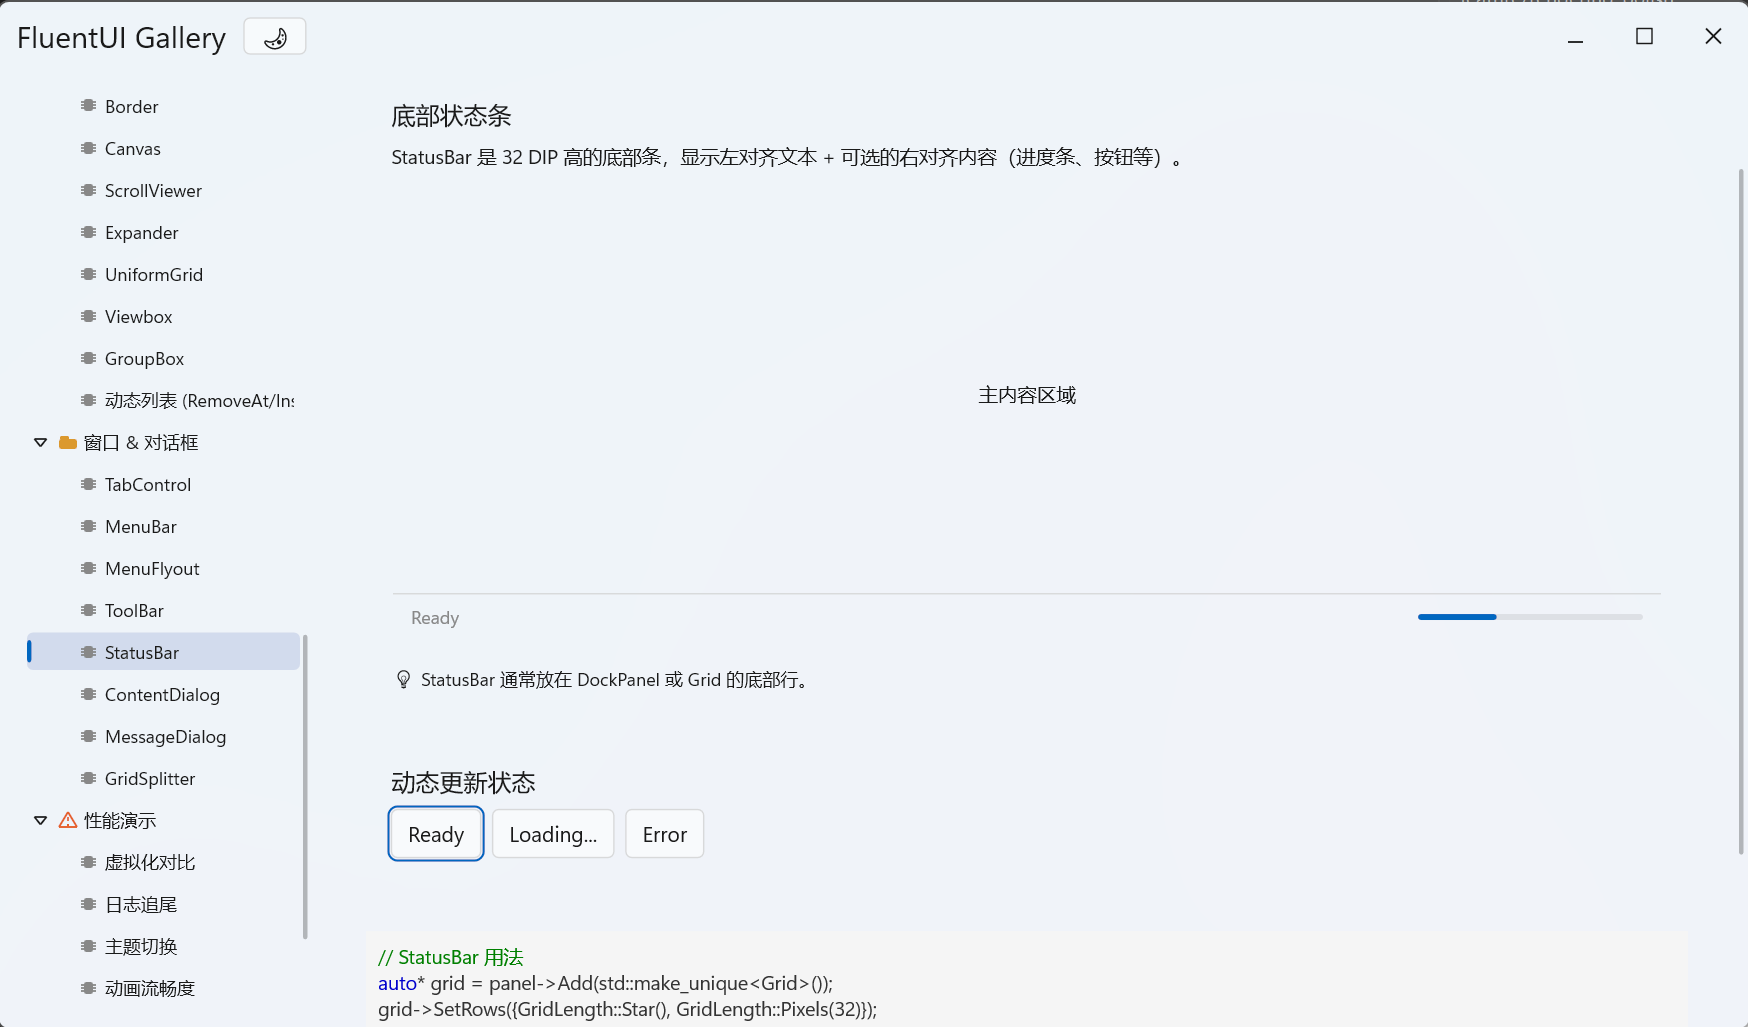 FluentUI Gallery
Border
Canvas
ScrollViewer
Expander
UniformGrid
Viewbox
GroupBox
动态列表 (RemoveAt/Ins
窗口 & 对话框
TabControl
MenuBar
MenuFlyout
ToolBar
StatusBar
ContentDialog
MessageDialog
GridSplitter
性能演示
虚拟化对比
日志追尾
主题切换
动画流畅度
底部状态条
StatusBar 是 32 DIP 高的底部条，显示左对齐文本 + 可选的右对齐内容（进度条、按钮等）。
主内容区域
Ready
StatusBar 通常放在 DockPanel 或 Grid 的底部行。
动态更新状态
Ready
Loading...
Error
// StatusBar 用法
auto* grid = panel->Add(std::make_unique<Grid>());
grid->SetRows({GridLength::Star(), GridLength::Pixels(32)});